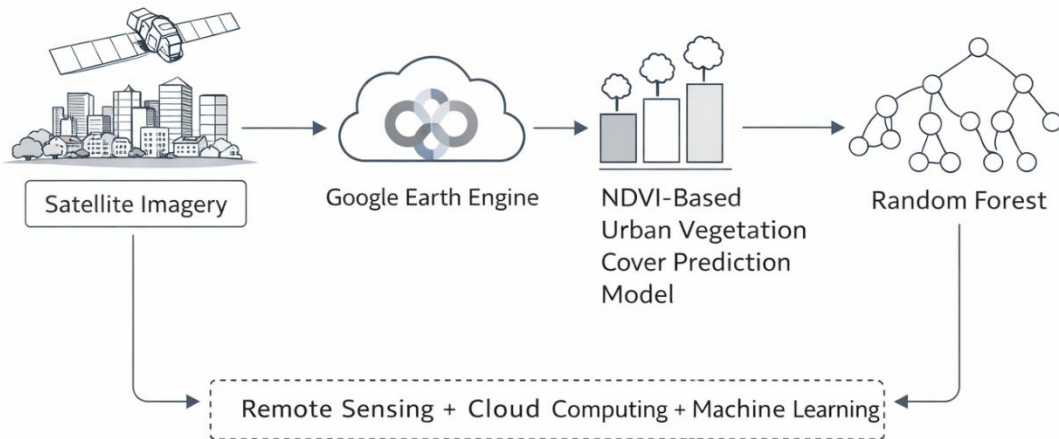 Satellite Imagery
Google Earth Engine
NDVI-Based
Urban Vegetation
Cover Prediction
Model
Random Forest
Remote Sensing + Cloud Computing + Machine Learning